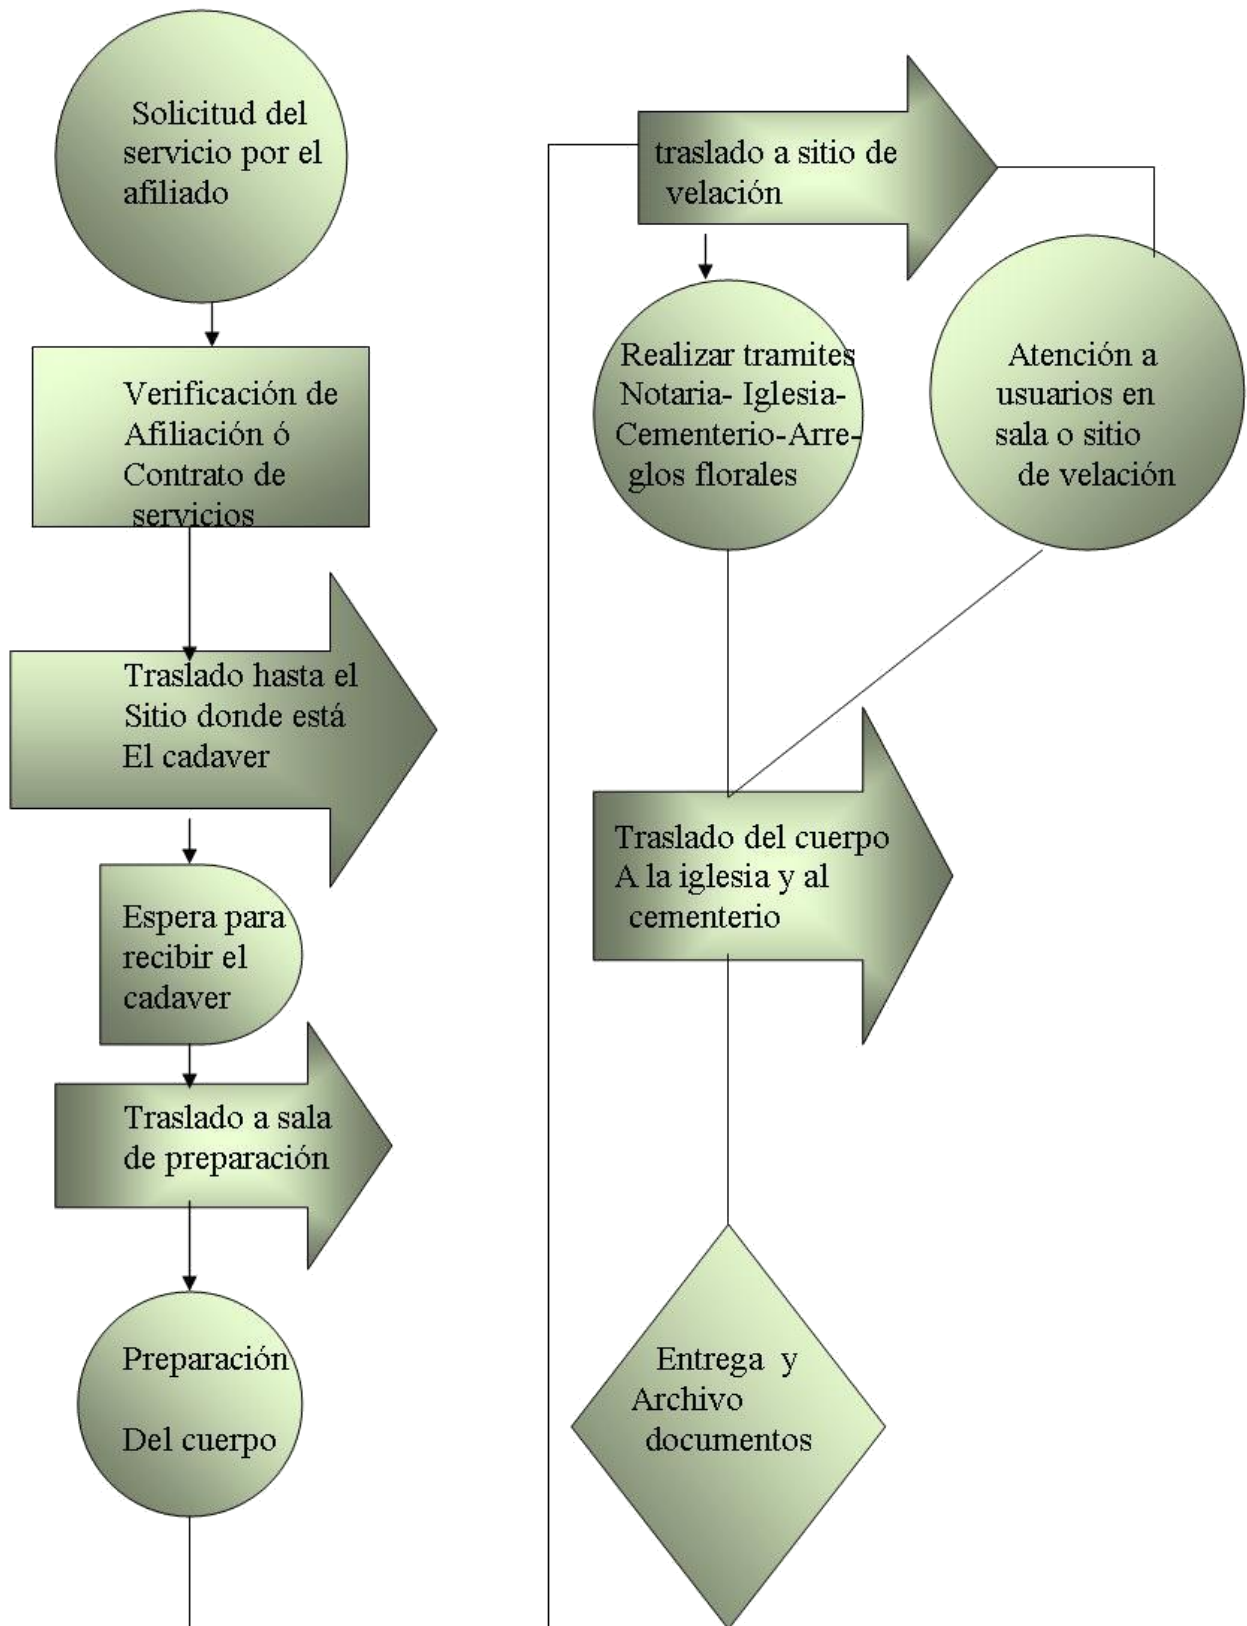 Solicitud del
servicio por el
afiliado
Verificación de
Afiliación ó
Contrato de
servicios
Traslado hasta el
Sitio donde está
El cadaver
Espera para
recibir el
cadaver
Traslado a sala
de preparación
Preparación
Del cuerpo
traslado a sitio de
velación
Realizar tramites
Notaria- Iglesia-
Cementerio-Arre-
glos florales
Atención a
usuarios en
sala o sitio
de velación
Traslado del cuerpo
A la iglesia y al
cementerio
Entrega y
Archivo
documentos